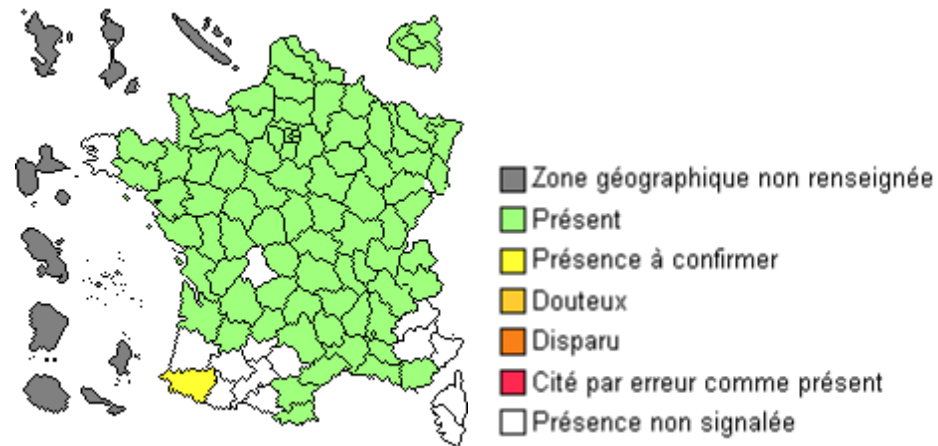 Zone géographique non renseignée
Présent
Présence à confirmer
Douteux
Disparu
Cité par erreur comme présent
Présence non signalée